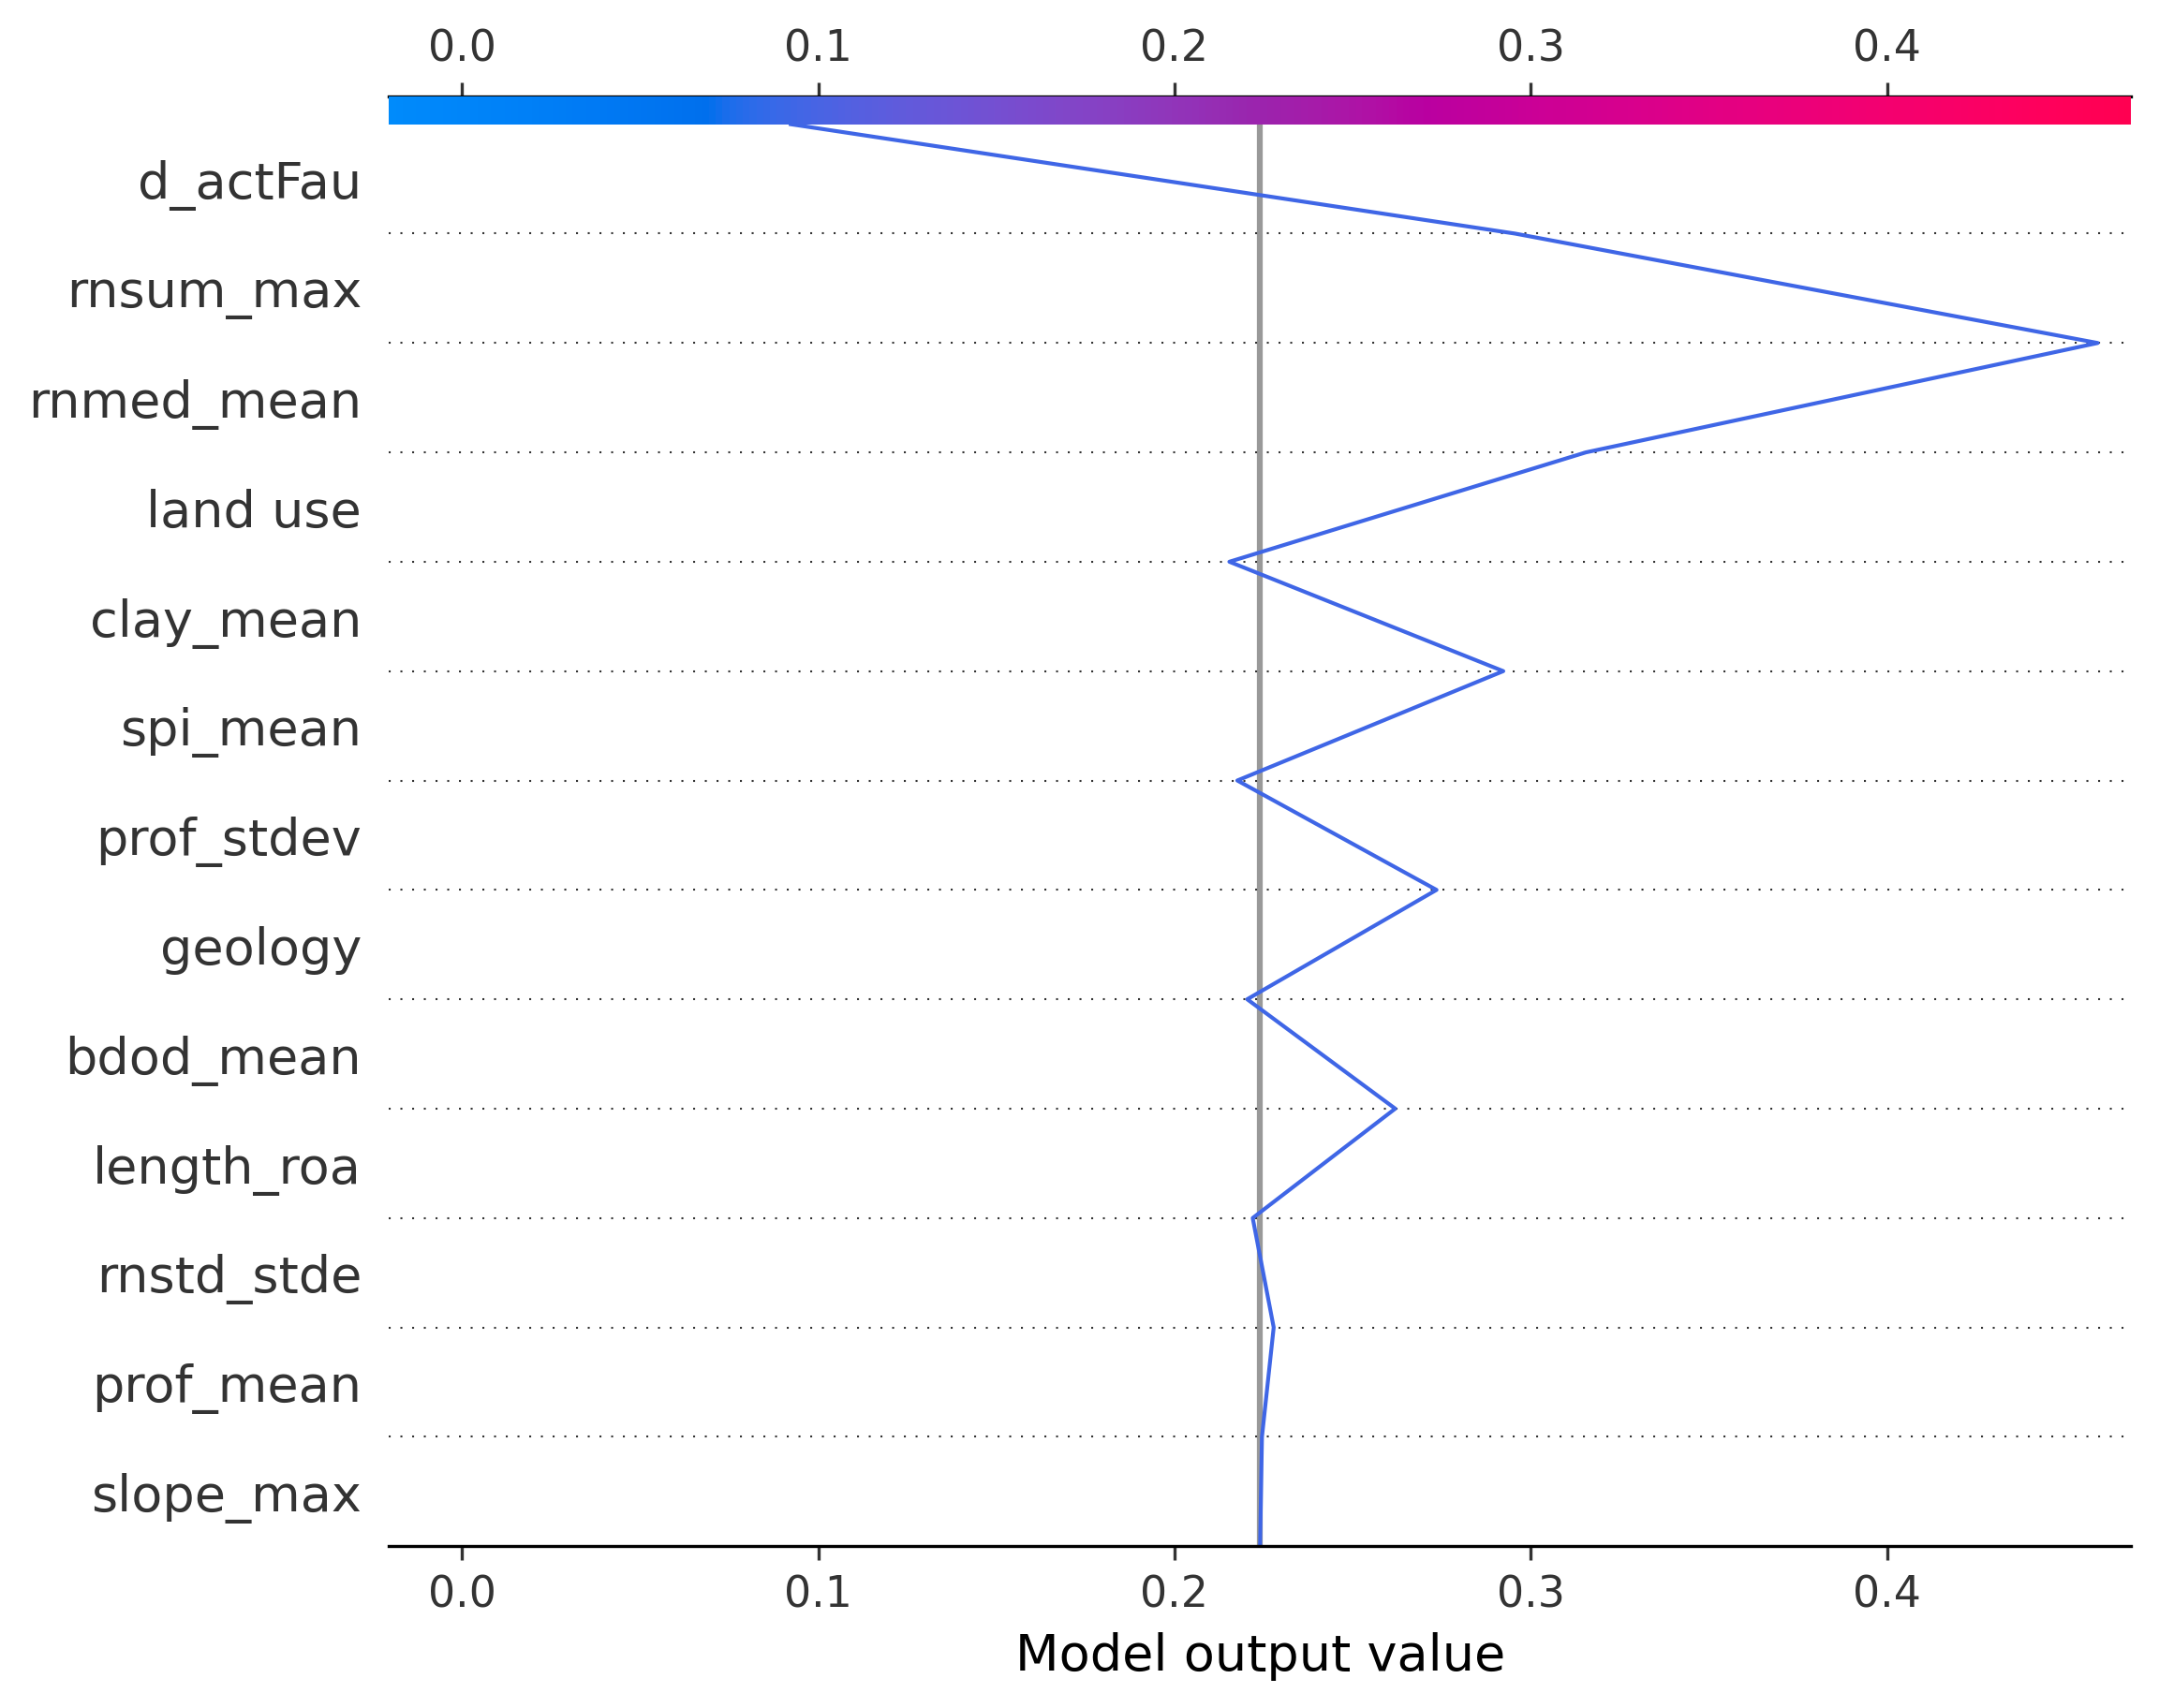 0.0 0.1 0.2 0.3 0.4
d_actFau
rnsum_max
rnmed_mean
land use
clay_mean
spi_mean
prof_stdev
geology
bdod_mean
length_roa
rnstd_stde
prof_mean
slope_max
0.0 0.1 0.2 0.3 0.4
Model output value